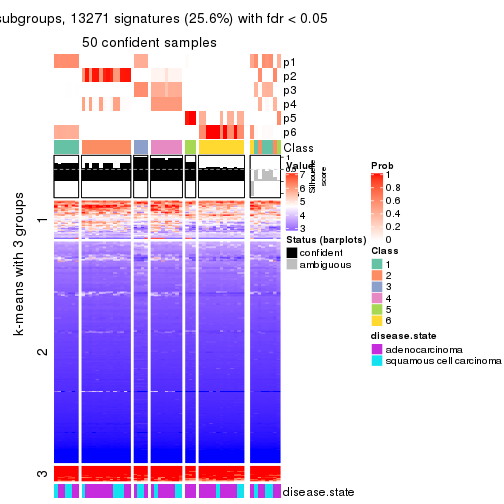 subgroups, 13271 signatures (25.6%) with fdr < 0.05
50 confident samples
p1
p2
p3
p4
p5
p6
Class
1
Silhouette
score
Value
7
6
5
4
3
Prob
1
0.8
0.6
0.4
0.2
0
Status (barplots)
confident
ambiguous
Class
1
2
3
4
5
6
disease.state
adenocarcinoma
squamous cell carcinoma
k-means with 3 groups
1
2
3
disease.state